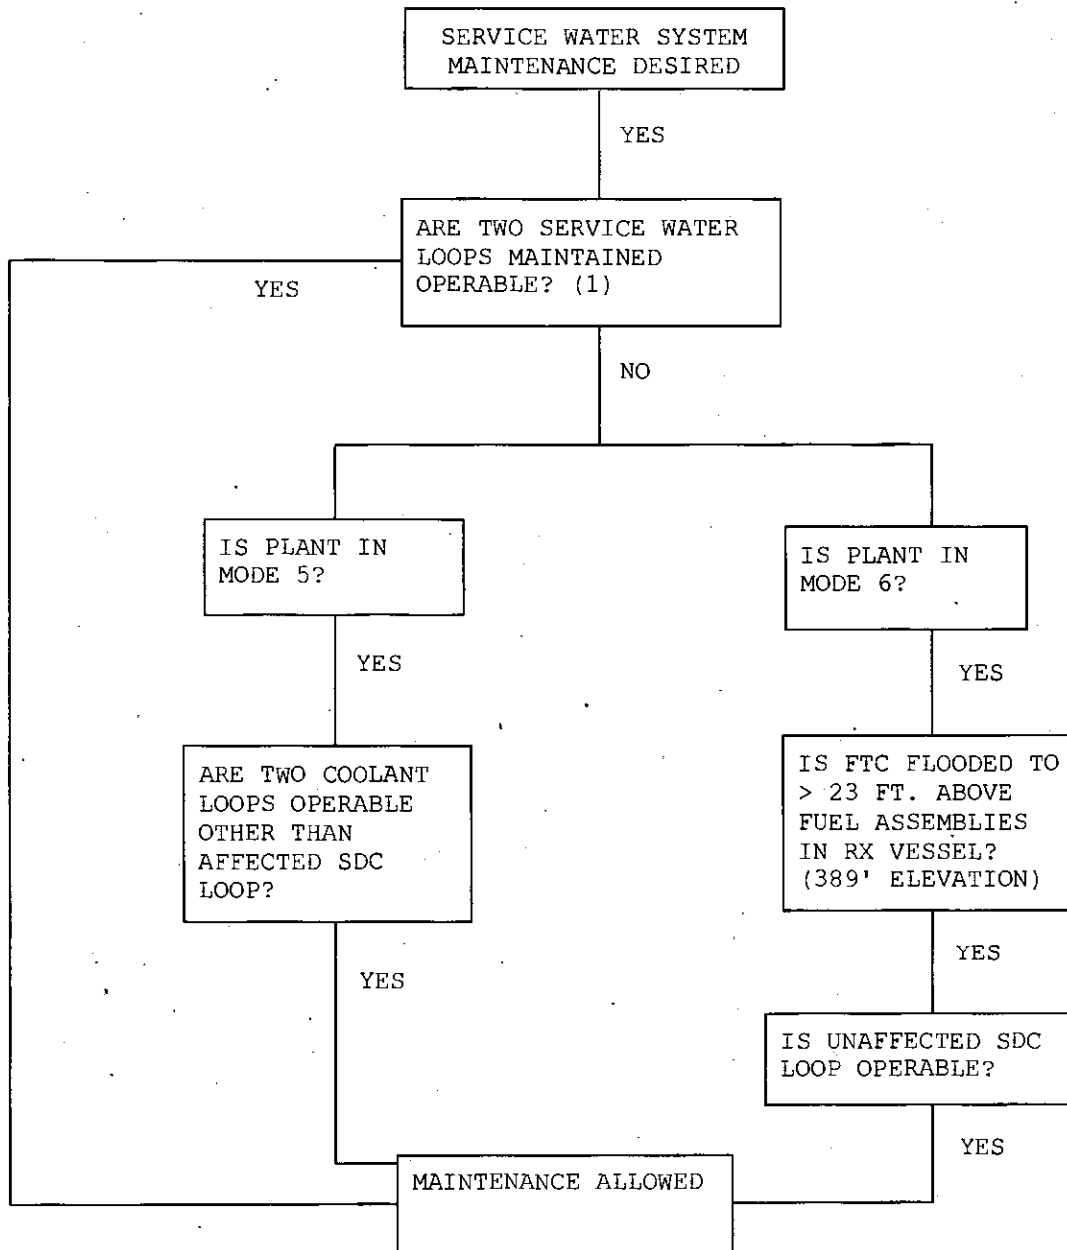 SERVICE WATER SYSTEM
MAINTENANCE DESIRED
YES
ARE TWO SERVICE WATER
LOOPS MAINTAINED
OPERABLE? (1)
YES
NO
IS PLANT IN
MODE 5?
IS PLANT IN
MODE 6?
YES
YES
ARE TWO COOLANT
LOOPS OPERABLE
OTHER THAN
AFFECTED SDC
LOOP?
IS FTC FLOODED TO
> 23 FT. ABOVE
FUEL ASSEMBLIES
IN RX VESSEL?
(389' ELEVATION)
YES
YES
IS UNAFFECTED SDC
LOOP OPERABLE?
YES
MAINTENANCE ALLOWED